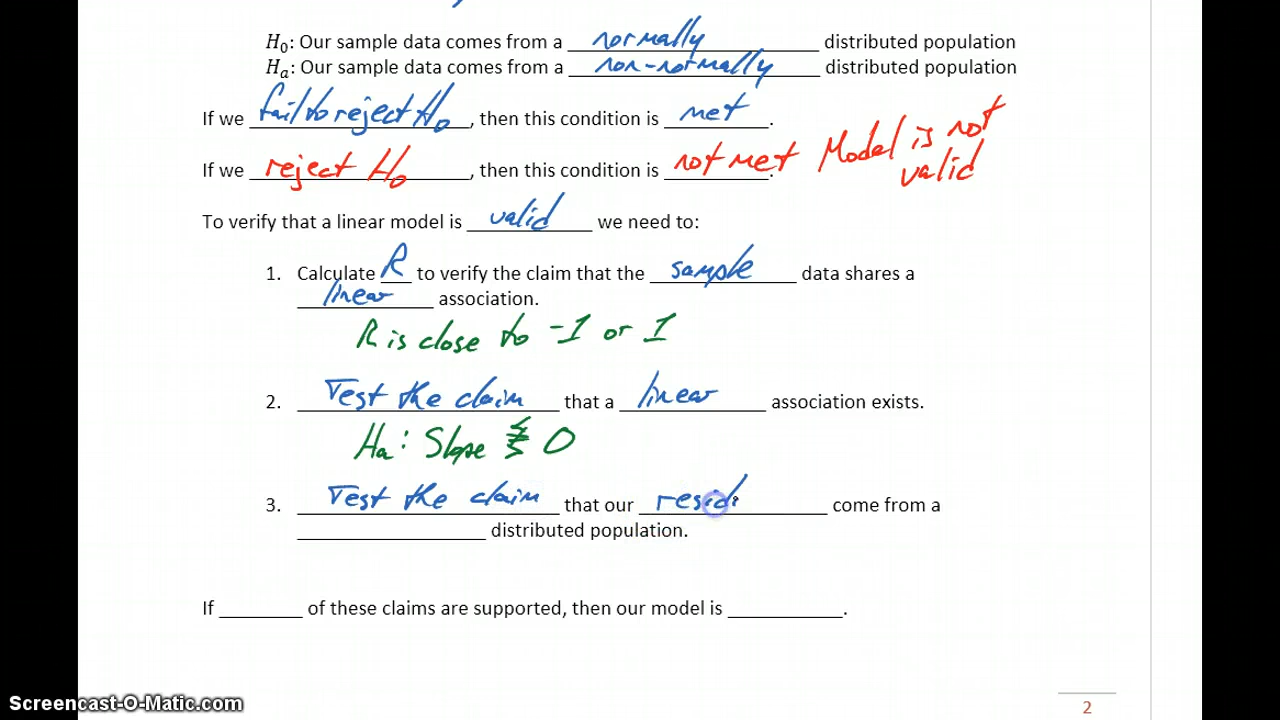 H₀: Our sample data comes from a normally distributed population
Hₐ: Our sample data comes from a non-normally distributed population
If we fail to reject H₀, then this condition is met.
If we reject H₀, then this condition is not met. Model is not
valid
To verify that a linear model is valid we need to:
1. Calculate R to verify the claim that the sample data shares a
linear association.
R is close to -1 or 1
2. Test the claim that a linear association exists.
Hₐ: Slope ≠ 0
3. Test the claim that our resid come from a
____ distributed population.
If ____ of these claims are supported, then our model is ____.
Screencast-O-Matic.com
2